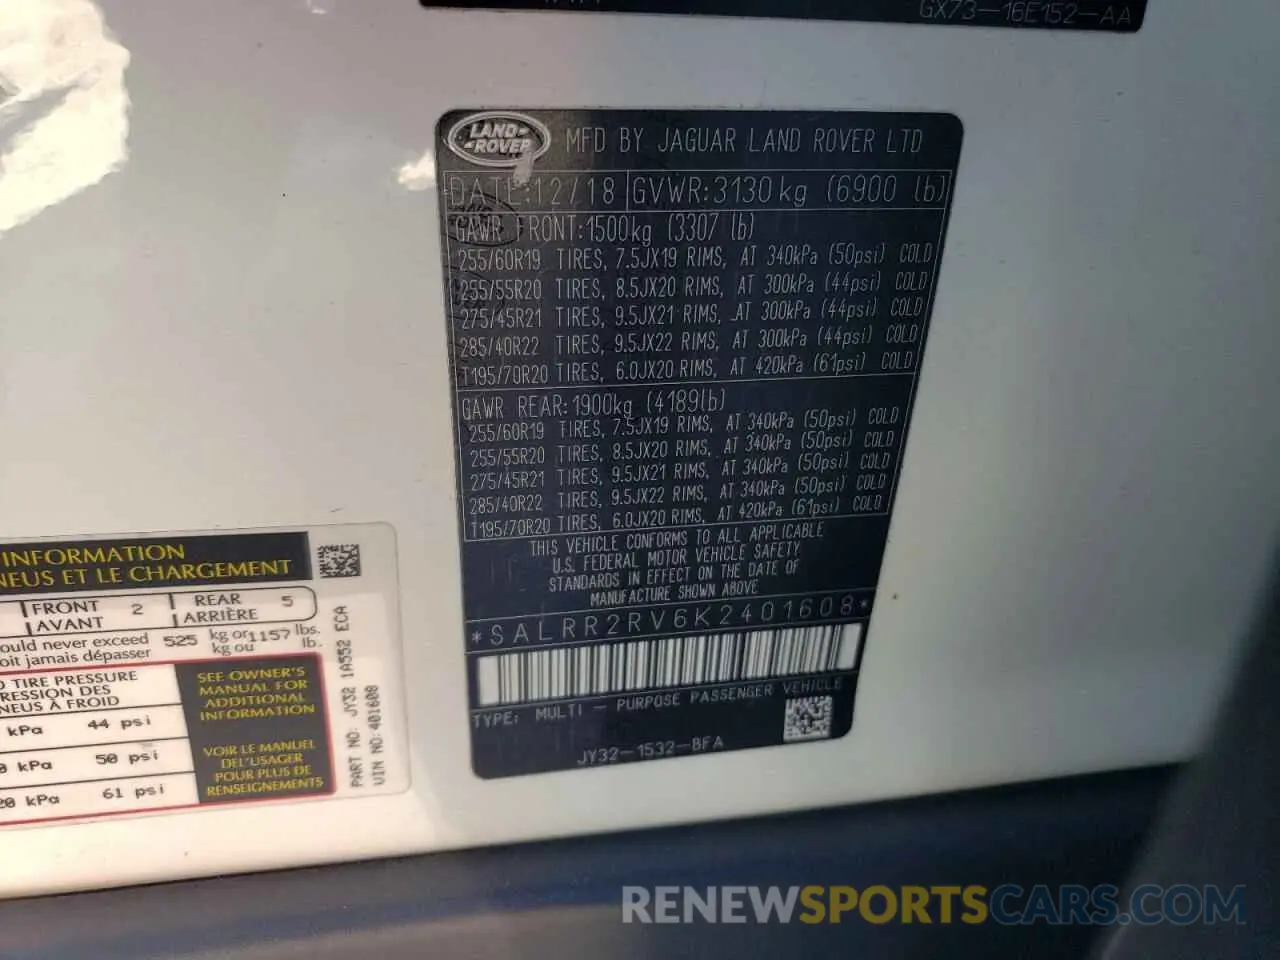 GX73-16E152-AA
LAND-
-ROVER
MFD BY JAGUAR LAND ROVER LTD
DATE:12/18 GVWR:3130kg (6900 lb)
GAWR FRONT:1500kg (3307 lb)
255/60R19 TIRES, 7.5JX19 RIMS, AT 340kPa (50psi) COLD
255/55R20 TIRES, 8.5JX20 RIMS, AT 300kPa (44psi) COLD
275/45R21 TIRES, 9.5JX21 RIMS, AT 300kPa (44psi) COLD
285/40R22 TIRES, 9.5JX22 RIMS, AT 300kPa (44psi) COLD
T195/70R20 TIRES, 6.0JX20 RIMS, AT 420kPa (61psi) COLD
GAWR REAR:1900kg (4189lb)
255/60R19 TIRES, 7.5JX19 RIMS, AT 340kPa (50psi) COLD
255/55R20 TIRES, 8.5JX20 RIMS, AT 340kPa (50psi) COLD
275/45R21 TIRES, 9.5JX21 RIMS, AT 340kPa (50psi) COLD
285/40R22 TIRES, 9.5JX22 RIMS, AT 340kPa (50psi) COLD
T195/70R20 TIRES, 6.0JX20 RIMS, AT 420kPa (61psi) COLD
THIS VEHICLE CONFORMS TO ALL APPLICABLE
U.S. FEDERAL MOTOR VEHICLE SAFETY
STANDARDS IN EFFECT ON THE DATE OF
MANUFACTURE SHOWN ABOVE
*SALRR2RV6K2401608*
TYPE: MULTI - PURPOSE PASSENGER VEHICLE
JY32-1532-BFA
INFORMATION
NEUS ET LE CHARGEMENT
FRONT 2 REAR 5
AVANT ARRIÈRE
ould never exceed 525 kg or 1157 lbs.
oit jamais dépasser kg ou lb.
TIRE PRESSURE
RESSION DES
NEUS À FROID
kPa 44 psi
0 kPa 50 psi
20 kPa 61 psi
SEE OWNER'S
MANUAL FOR
ADDITIONAL
INFORMATION
VOIR LE MANUEL
DE L'USAGER
POUR PLUS DE
RENSEIGNEMENTS
PART NO: JY32 1A552 ECA
VIN NO:401608
RENEWSPORTSCARS.COM